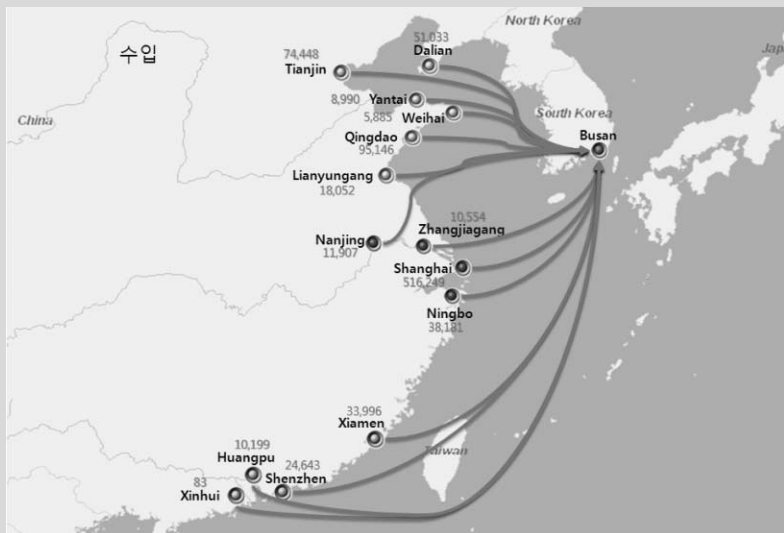 North Korea
51,033
Dalian
수입
74,448
Tianjin
8,990
Yantai
5,885
Weihai
China
South Korea
Busan
Qingdao
95,146
Lianyungang
18,052
10,554
Zhangjiagang
Nanjing
11,907
Shanghai
516,249
Ningbo
38,181
33,996
Xiamen
Taiwan
10,199
Huangpu
24,643
Shenzhen
83
Xinhui